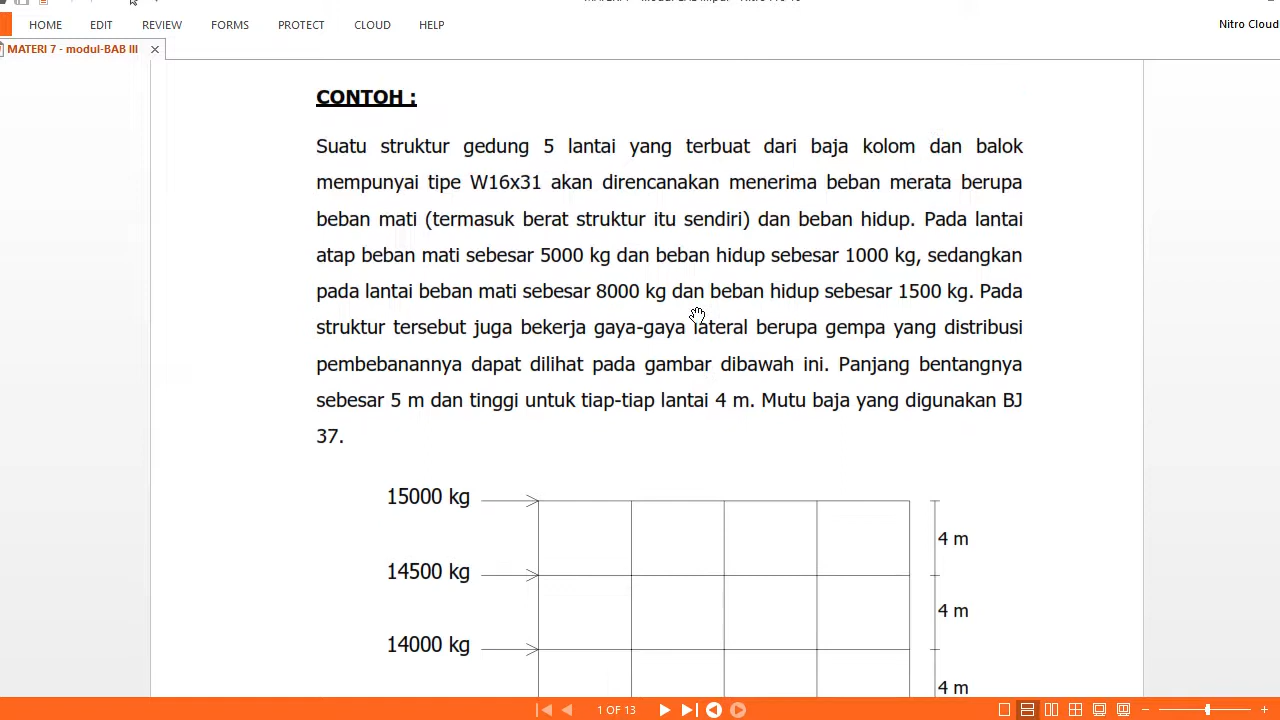 HOME EDIT REVIEW FORMS PROTECT CLOUD HELP
Nitro Cloud
MATERI 7 - modul-BAB III
CONTOH :
Suatu struktur gedung 5 lantai yang terbuat dari baja kolom dan balok
mempunyai tipe W16x31 akan direncanakan menerima beban merata berupa
beban mati (termasuk berat struktur itu sendiri) dan beban hidup. Pada lantai
atap beban mati sebesar 5000 kg dan beban hidup sebesar 1000 kg, sedangkan
pada lantai beban mati sebesar 8000 kg dan beban hidup sebesar 1500 kg. Pada
struktur tersebut juga bekerja gaya-gaya lateral berupa gempa yang distribusi
pembebanannya dapat dilihat pada gambar dibawah ini. Panjang bentangnya
sebesar 5 m dan tinggi untuk tiap-tiap lantai 4 m. Mutu baja yang digunakan BJ
37.
15000 kg
4 m
14500 kg
4 m
14000 kg
4 m
1 OF 13